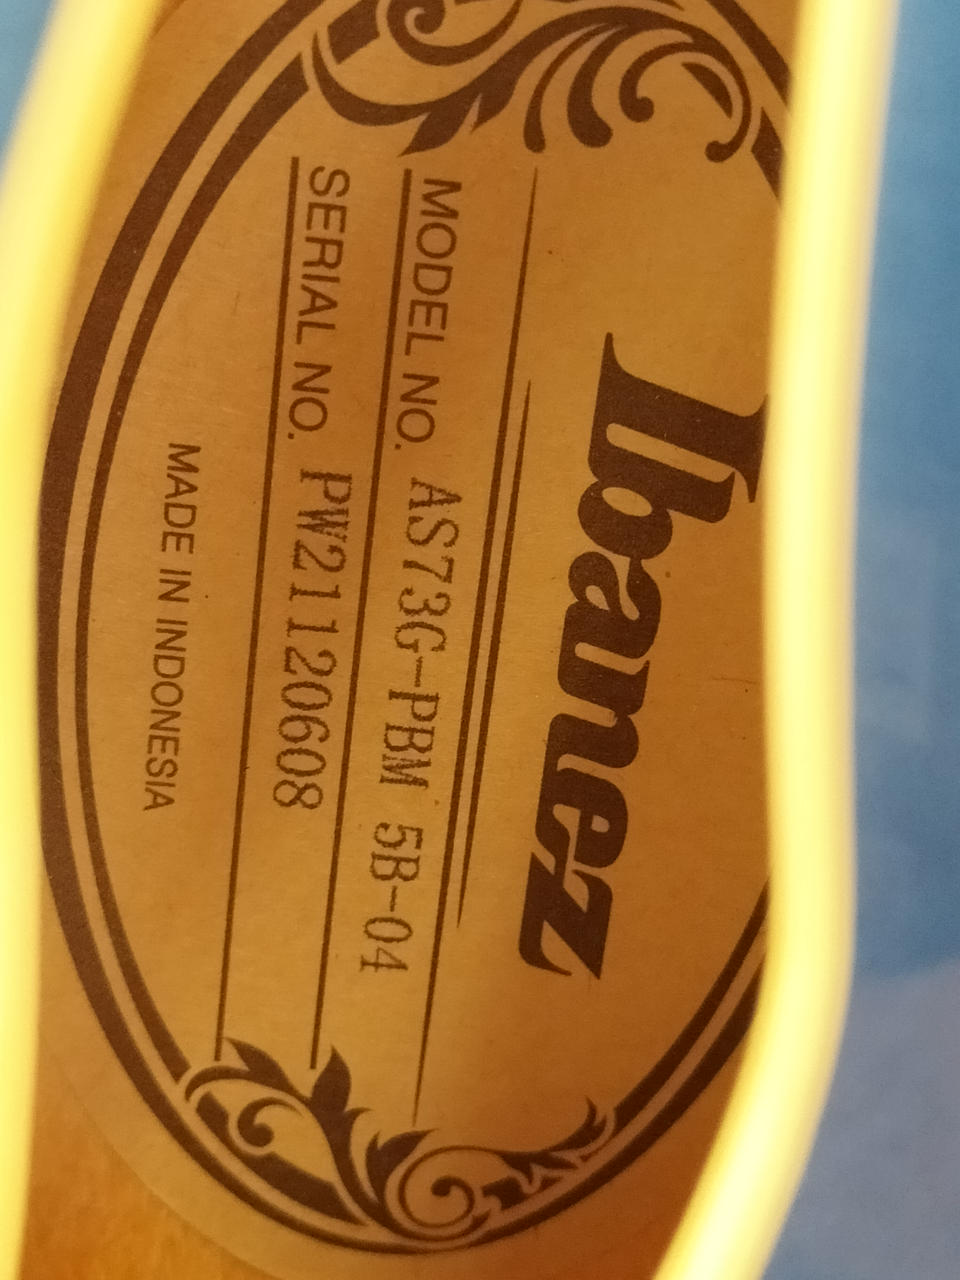 Ibanez
MODEL NO. AS73G-PBM 5B-04
SERIAL NO. PW21120608
MADE IN INDONESIA